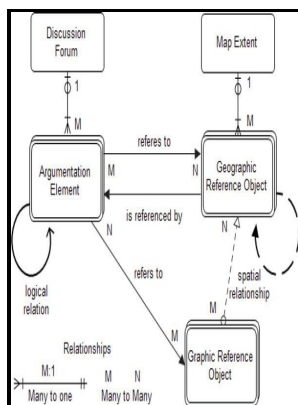 Discussion
Forum
Map Extent
1
1
M
M
referes to
Argumentation
Element
M
N
Geographic
Reference Object
is referenced by
N
N
refers to
logical
relation
spatial
relationship
M
M
Graphic Reference
Object
Relationships
M:1
Many to one
M N
Many to Many